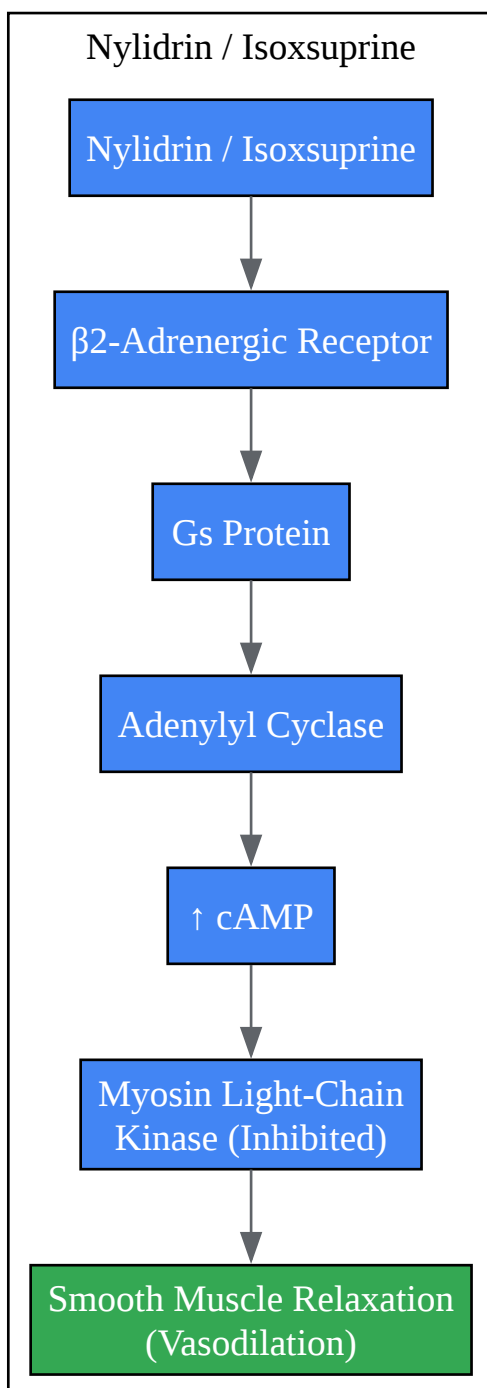 Nylidrin / Isoxsuprine
Nylidrin / Isoxsuprine
β2-Adrenergic Receptor
Gs Protein
Adenylyl Cyclase
↑ cAMP
Myosin Light-Chain
Kinase (Inhibited)
Smooth Muscle Relaxation
(Vasodilation)